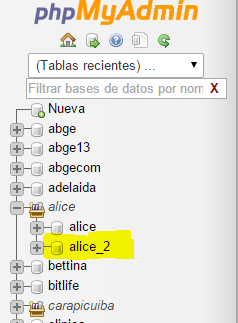 phpMyAdmin
(Tablas recientes) ...
Filtrar bases de datos por nom X
Nueva
abge
abge13
abgecom
adelaida
alice
alice
alice_2
bettina
bitlife
carapicuiba